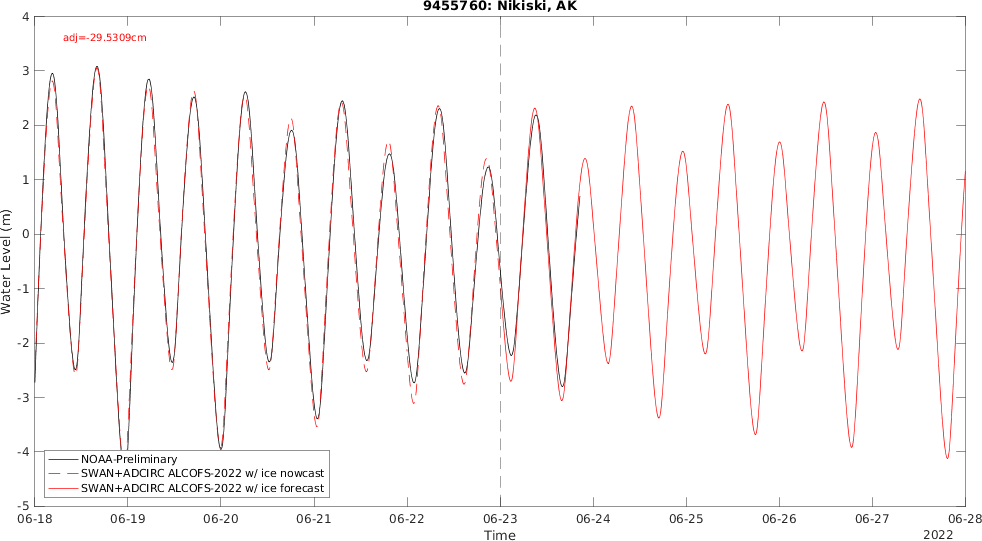 9455760: Nikiski, AK
adj=-29.5309cm
4
3
2
1
0
-1
-2
-3
-4
-5
Water Level (m)
NOAA-Preliminary
SWAN+ADCIRC ALCOFS-2022 w/ ice nowcast
SWAN+ADCIRC ALCOFS-2022 w/ ice forecast
06-18 06-19 06-20 06-21 06-22 06-23 06-24 06-25 06-26 06-27 06-28
Time
2022